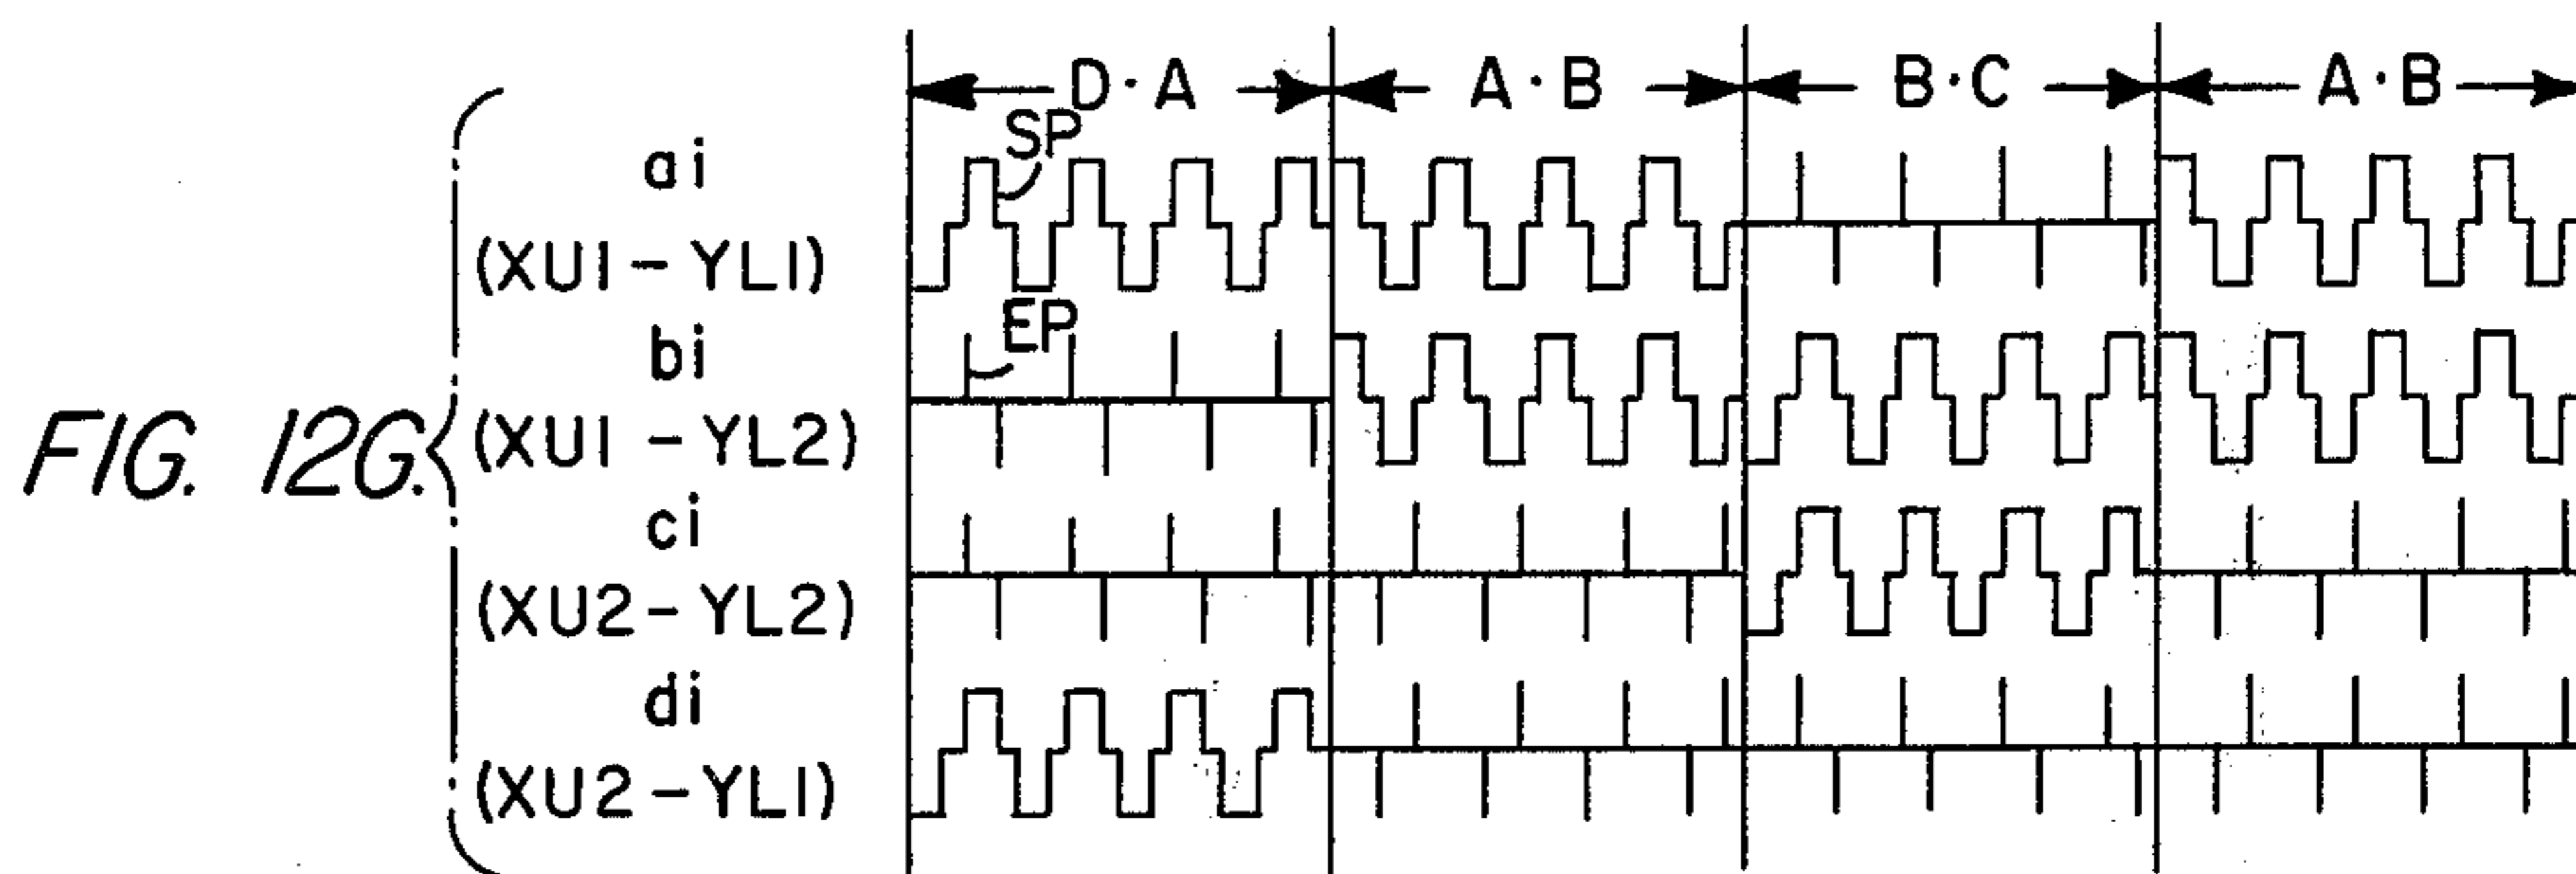 D·A A·B B·C A·B
SP
ai
(XU1-YL1)
EP
bi
FIG. 12G. (XU1-YL2)
ci
(XU2-YL2)
di
(XU2-YL1)